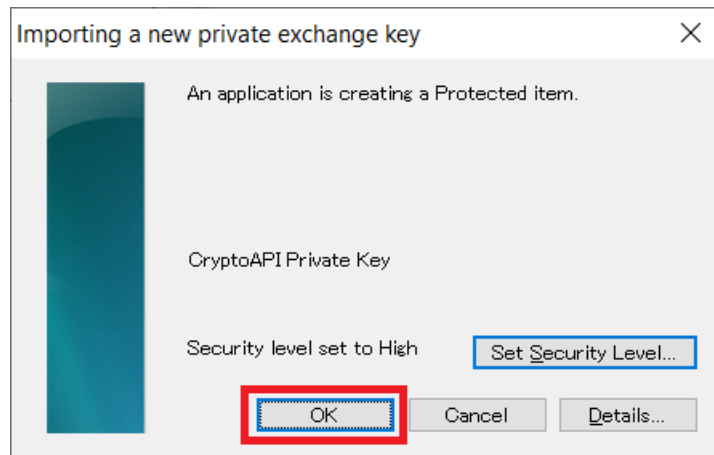 Importing a new private exchange key
An application is creating a Protected item.
CryptoAPI Private Key
Security level set to High
Set Security Level...
OK
Cancel
Details...